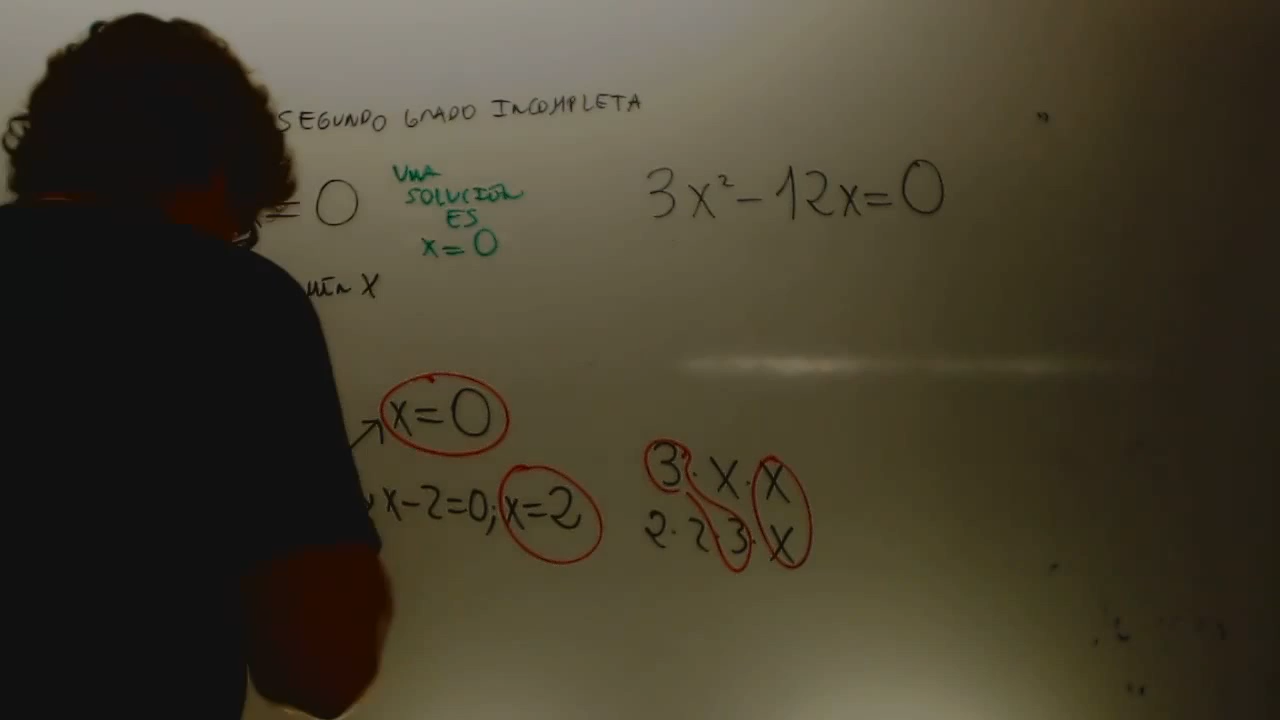 SEGUNDO GRADO INCOMPLETA
= 0
UNA
SOLUCIÓN
ES
x = 0
3x² - 12x = 0
x
x = 0
x - 2 = 0; x = 2
3 · x · x
2 · 2 · 3 · x